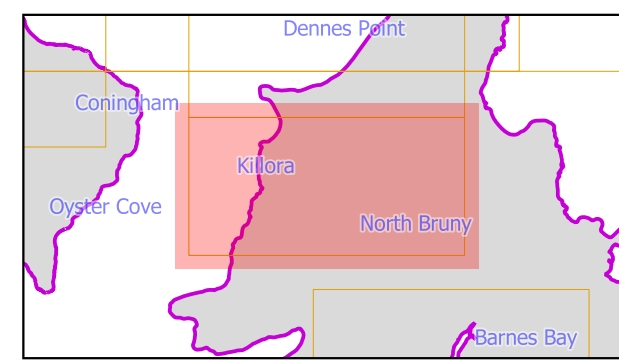 Dennes Point
Coningham
Killora
Oyster Cove
North Bruny
Barnes Bay